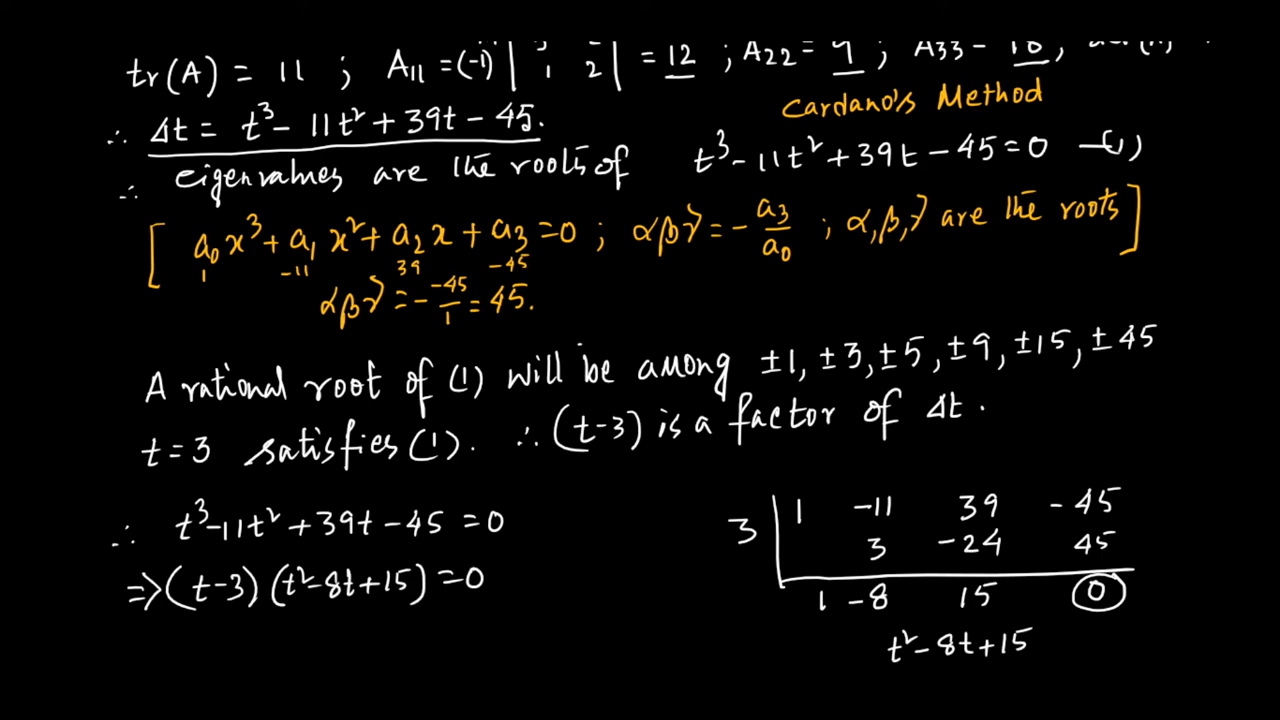 tr(A) = 11 ; A₁₁ = (-1) | 1 2 | = 12 ; A22 = 9 ; A33 =
Cardano's Method
∴ Δt = t³ - 11t² + 39t - 45.
∴ eigenvalues are the roots of t³ - 11t² + 39t - 45 = 0 —(1)
[ a₀x³ + a₁x² + a₂x + a₃ = 0 ; αβγ = - a₃/a₀ ; α,β,γ are the roots ]
1 -11 39 -45
αβγ = - -45/1 = 45.
A rational root of (1) will be among ±1, ±3, ±5, ±9, ±15, ±45
t = 3 satisfies (1). ∴ (t-3) is a factor of Δt.
∴ t³ - 11t² + 39t - 45 = 0
⇒ (t-3) (t² - 8t + 15) = 0
3 | 1 -11 39 -45
3 -24 45
1 -8 15 0
t² - 8t + 15